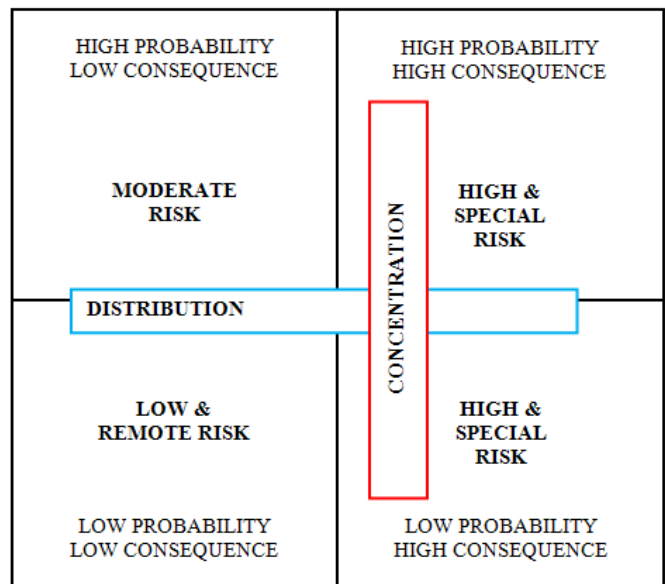 HIGH PROBABILITY
LOW CONSEQUENCE
HIGH PROBABILITY
HIGH CONSEQUENCE
MODERATE
RISK
HIGH &
SPECIAL
RISK
CONCENTRATION
DISTRIBUTION
LOW &
REMOTE RISK
HIGH &
SPECIAL
RISK
LOW PROBABILITY
LOW CONSEQUENCE
LOW PROBABILITY
HIGH CONSEQUENCE